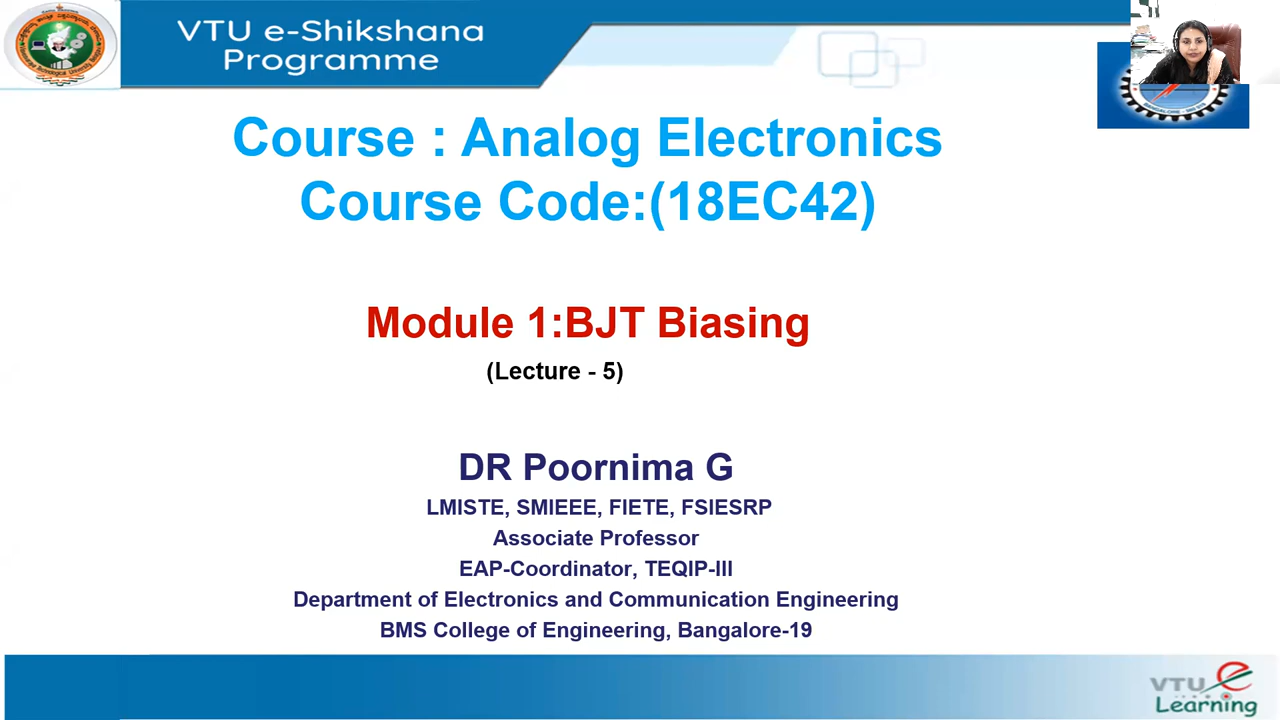 VTU e-Shikshana
Programme
Course : Analog Electronics
Course Code:(18EC42)
Module 1:BJT Biasing
(Lecture - 5)
DR Poornima G
LMISTE, SMIEEE, FIETE, FSIESRP
Associate Professor
EAP-Coordinator, TEQIP-III
Department of Electronics and Communication Engineering
BMS College of Engineering, Bangalore-19
VTU e
Learning